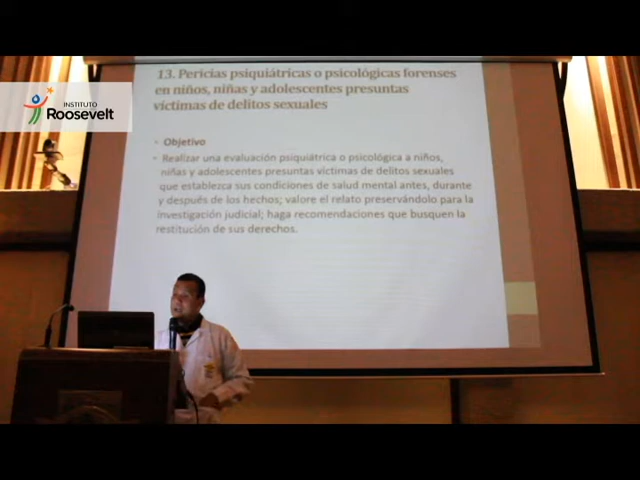 13. Pericias psiquiátricas o psicológicas forenses
en niños, niñas y adolescentes presuntas
víctimas de delitos sexuales
INSTITUTO
Roosevelt
• Objetivo
• Realizar una evaluación psiquiátrica o psicológica a niños,
niñas y adolescentes presuntas víctimas de delitos sexuales
que establezca sus condiciones de salud mental antes, durante
y después de los hechos; valore el relato preservándolo para la
investigación judicial; haga recomendaciones que busquen la
restitución de sus derechos.